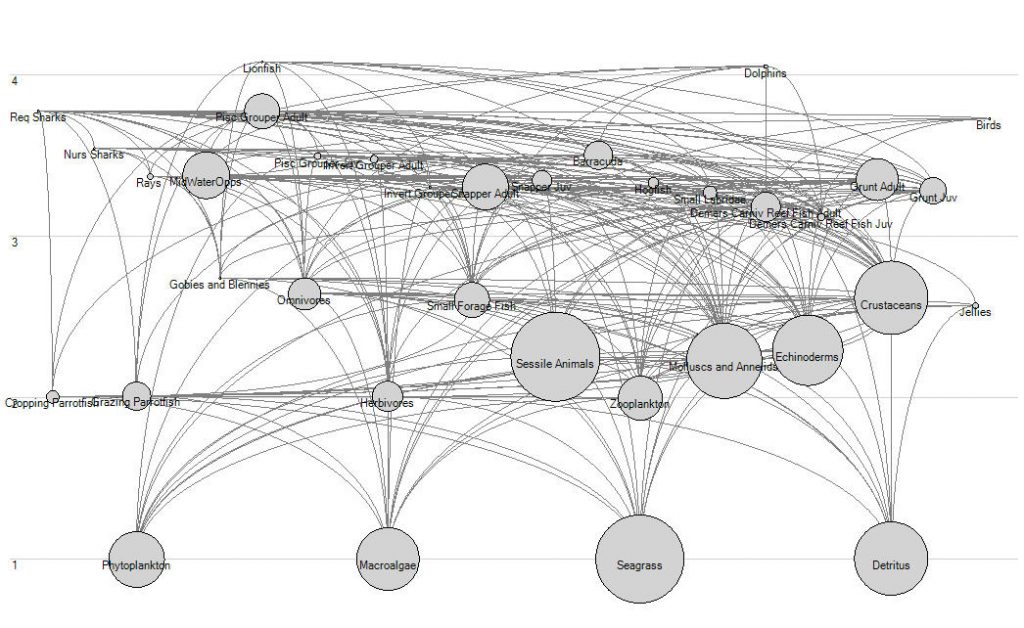 4
Lionfish
Dolphins
Req Sharks
Pisc Grouper Adult
Birds
Nurs Sharks
Pisc Grouper
Invert Grouper Adult
Barracuda
Rays
MidWaterOpps
Invert Grouper
Snapper Adult
Snapper Juv
Hogfish
Small Labridae
Grunt Adult
Grunt Juv
Demers Carniv Reef Fish Adult
Demers Carniv Reef Fish Juv
3
Gobies and Blennies
Omnivores
Small Forage Fish
Crustaceans
Jellies
Sessile Animals
Molluscs and Annelids
Echinoderms
2
Cropping Parrotfish
Grazing Parrotfish
Herbivores
Zooplankton
1
Phytoplankton
Macroalgae
Seagrass
Detritus